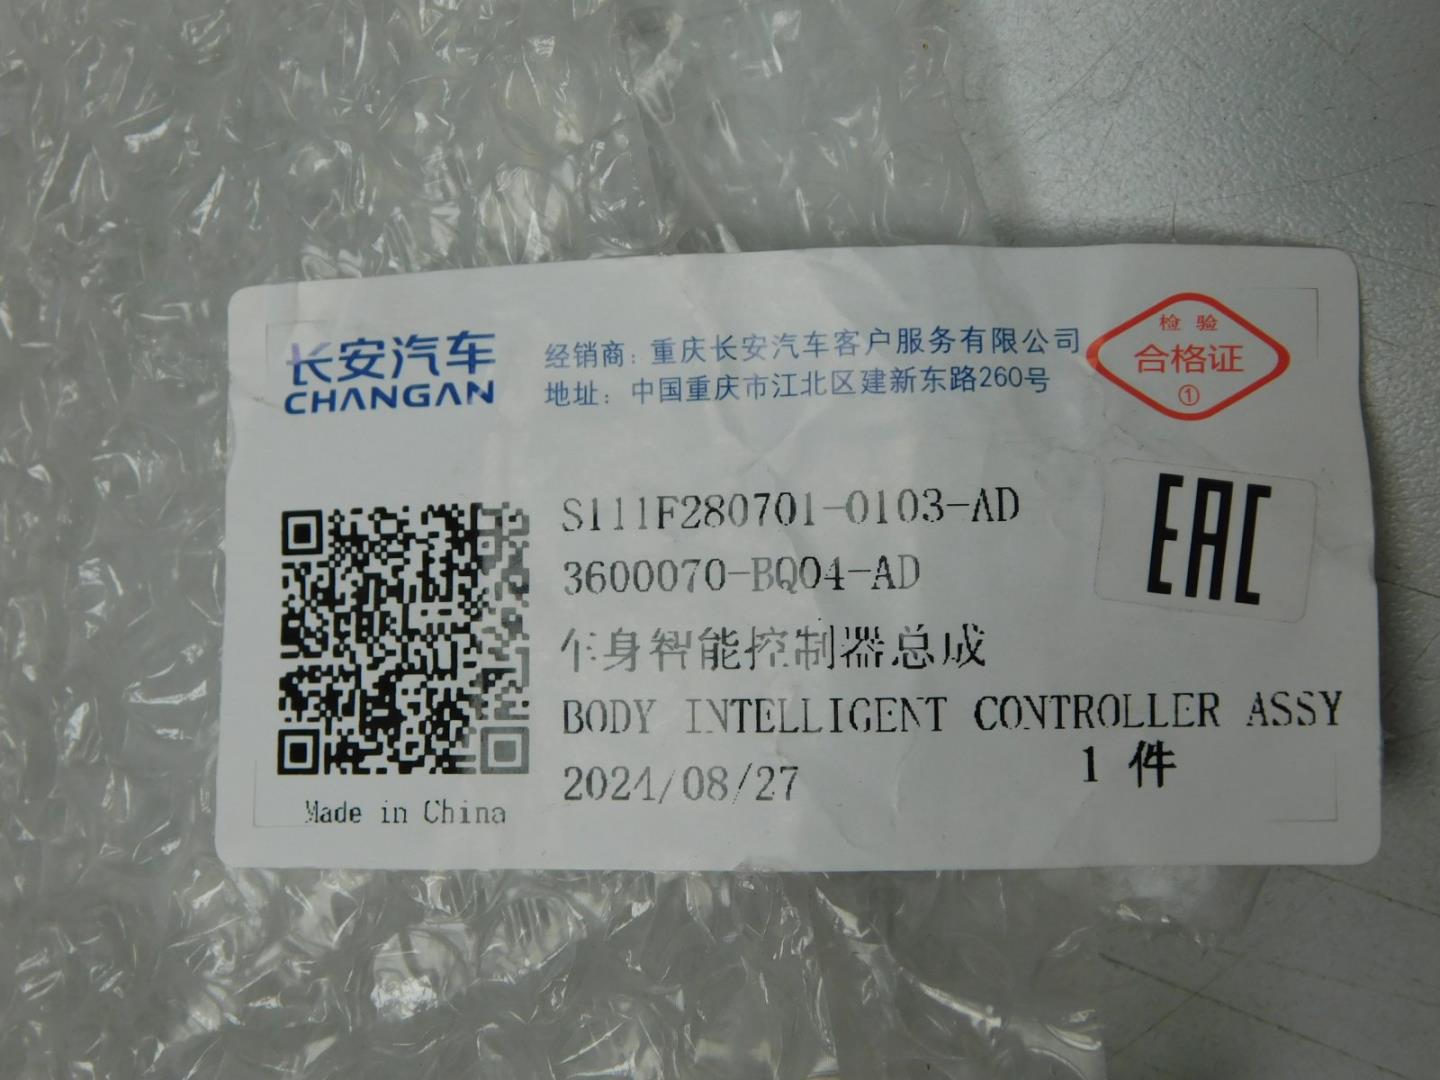 长安汽车
CHANGAN
经销商：重庆长安汽车客户服务有限公司
地址：中国重庆市江北区建新东路260号
检验
合格证
①
S111F280701-0103-AD
3600070-BQ04-AD
EAC
车身智能控制器总成
BODY INTELLIGENT CONTROLLER ASSY
2024/08/27
1 件
Made in China